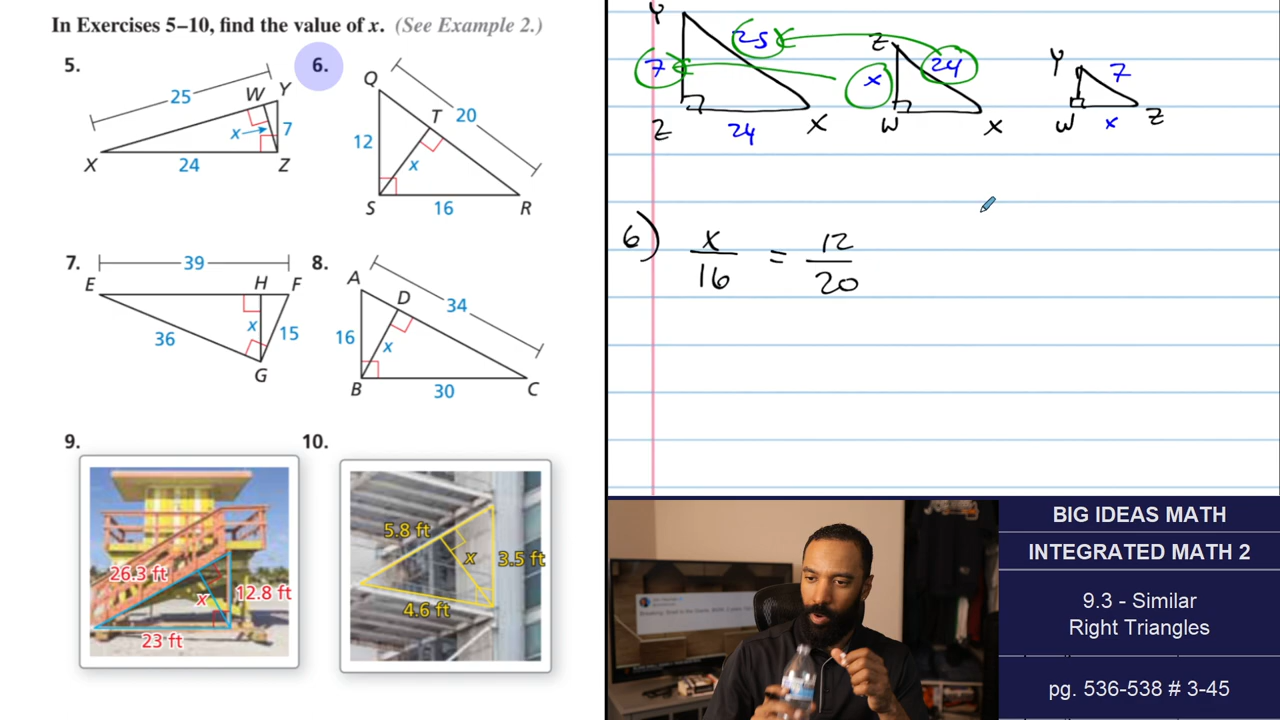 In Exercises 5–10, find the value of x. (See Example 2.)
5.
25
W
Y
x
7
X
24
Z
6.
Q
T
20
12
x
S
16
R
7.
39
E
H
F
x
36
15
G
8.
A
D
34
16
x
B
30
C
9.
26.3 ft
x
12.8 ft
23 ft
10.
5.8 ft
x
3.5 ft
4.6 ft
Y
25
7
Z
24
X
Z
x
24
W
X
Y
7
W
x
Z
6) x/16 = 12/20
BIG IDEAS MATH
INTEGRATED MATH 2
9.3 - Similar
Right Triangles
pg. 536-538 # 3-45